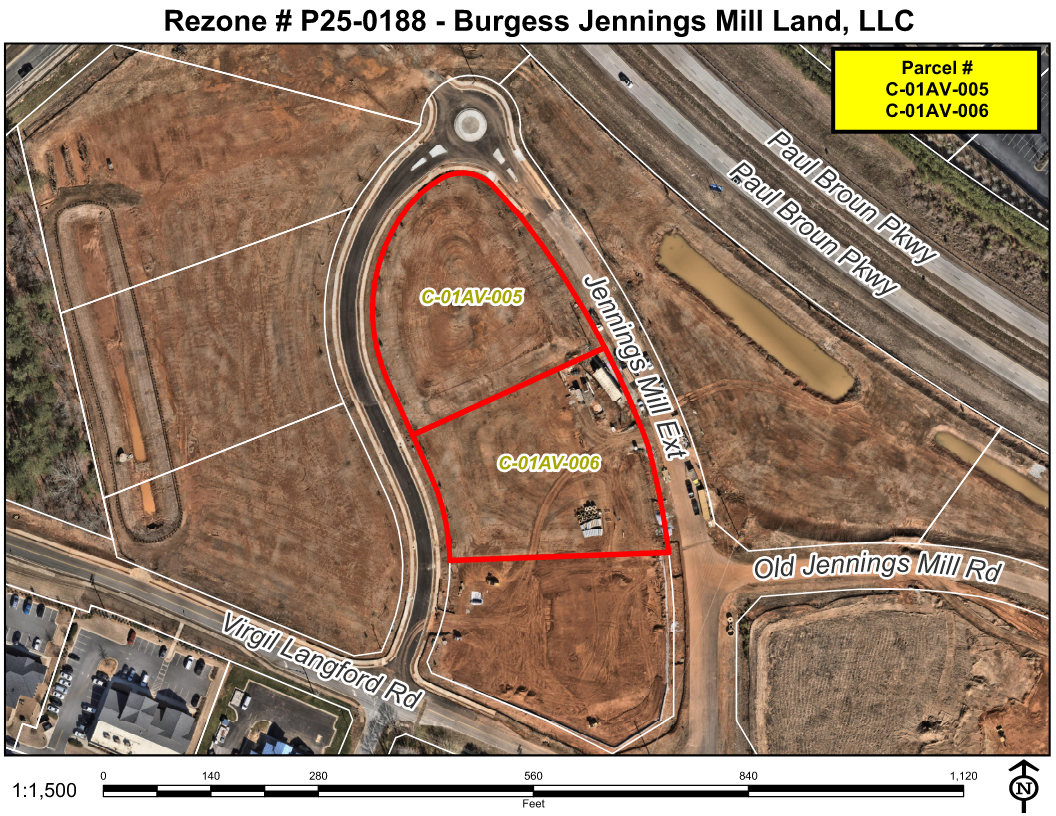 Rezone # P25-0188 - Burgess Jennings Mill Land, LLC
Parcel #
C-01AV-005
C-01AV-006
Paul Broun Pkwy
Paul Broun Pkwy
C-01AV-005
Jennings Mill Ext
C-01AV-006
Old Jennings Mill Rd
Virgil Langford Rd
1:1,500
0 140 280 560 840 1,120
Feet
N